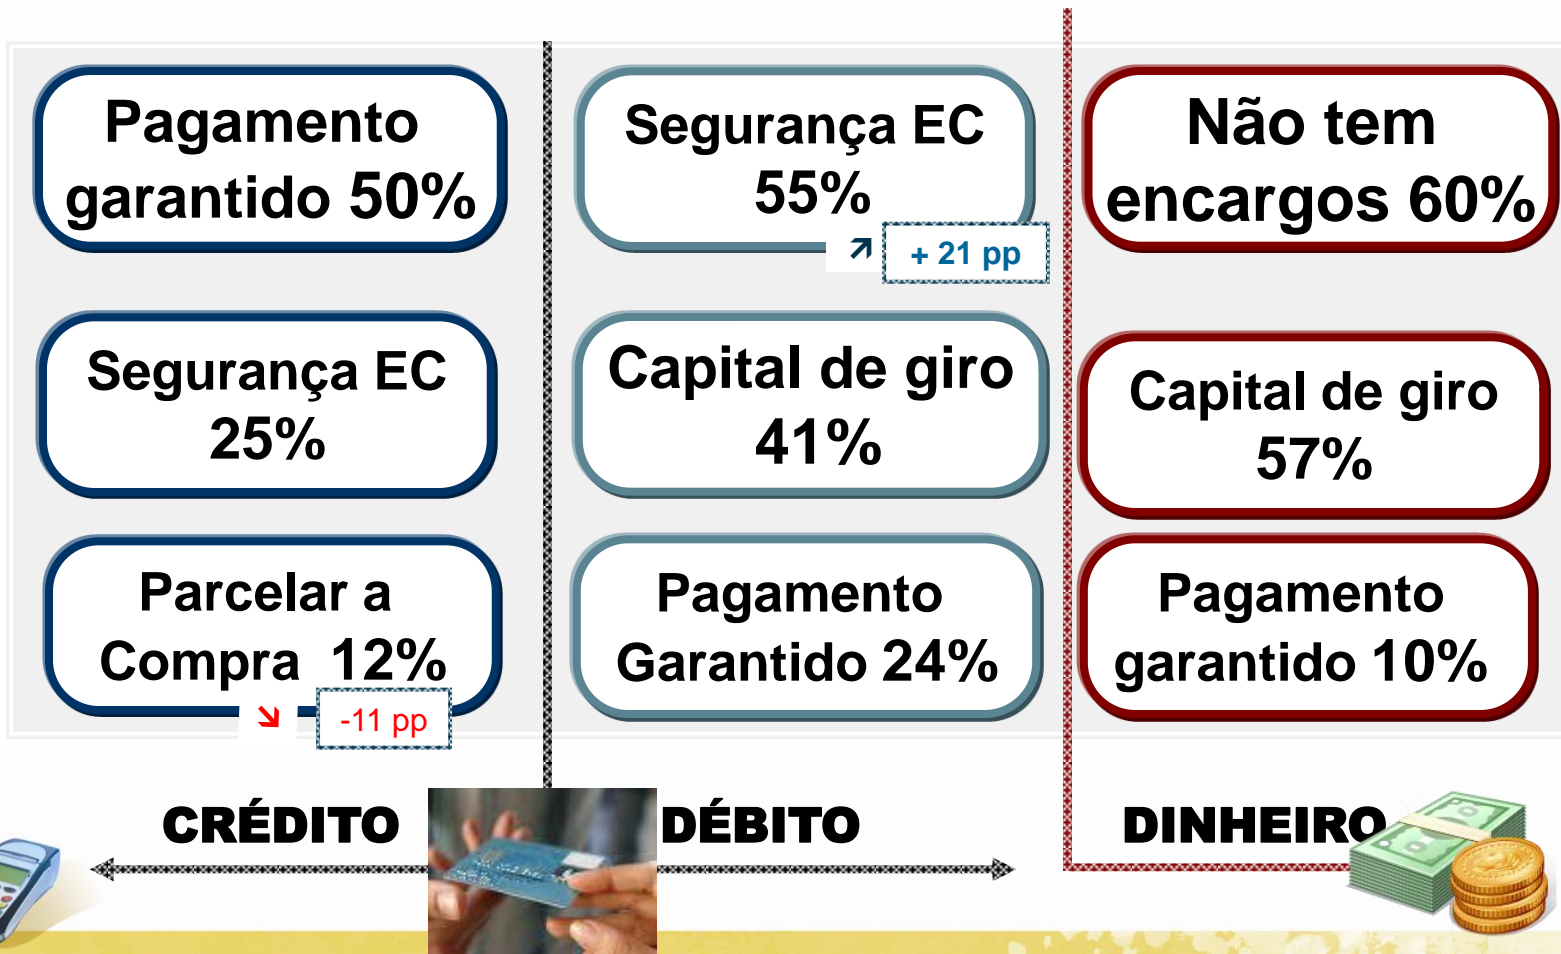 Pagamento
garantido 50%
Segurança EC
25%
Parcelar a
Compra 12%
-11 pp
Segurança EC
55%
+ 21 pp
Capital de giro
41%
Pagamento
Garantido 24%
Não tem
encargos 60%
Capital de giro
57%
Pagamento
garantido 10%
CRÉDITO
DÉBITO
DINHEIRO